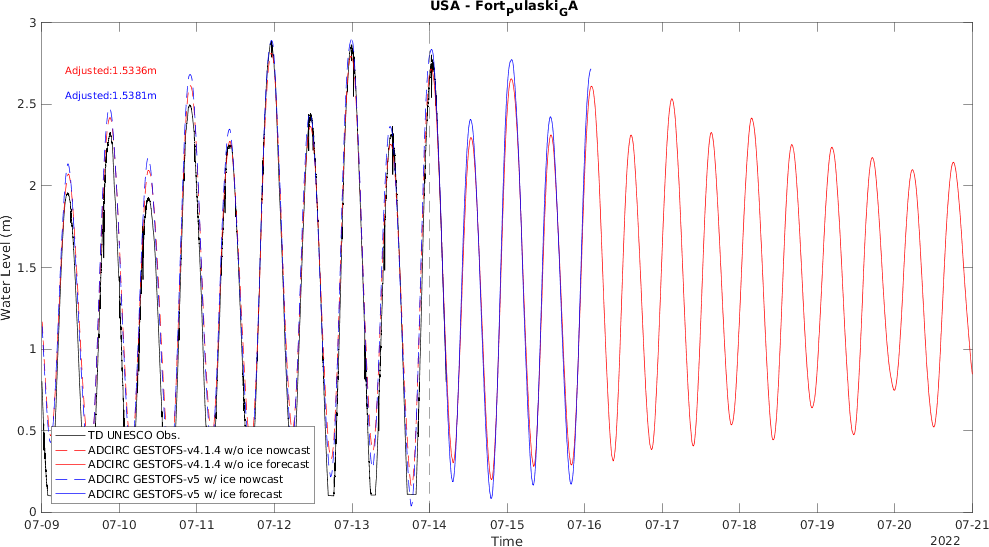 USA - FortPulaskiGA
3
Adjusted:1.5336m
Adjusted:1.5381m
2.5
2
1.5
1
0.5
0
Water Level (m)
TD UNESCO Obs.
ADCIRC GESTOFS-v4.1.4 w/o ice nowcast
ADCIRC GESTOFS-v4.1.4 w/o ice forecast
ADCIRC GESTOFS-v5 w/ ice nowcast
ADCIRC GESTOFS-v5 w/ ice forecast
07-09 07-10 07-11 07-12 07-13 07-14 07-15 07-16 07-17 07-18 07-19 07-20 07-21
Time
2022